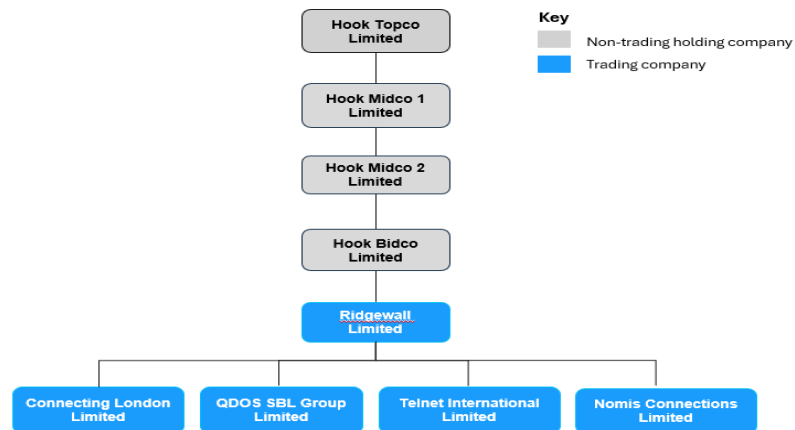 Hook Topco
Limited
Key
Non-trading holding company
Trading company
Hook Midco 1
Limited
Hook Midco 2
Limited
Hook Bidco
Limited
Ridgewall
Limited
Connecting London
Limited
QDOS SBL Group
Limited
Telnet International
Limited
Nomis Connections
Limited